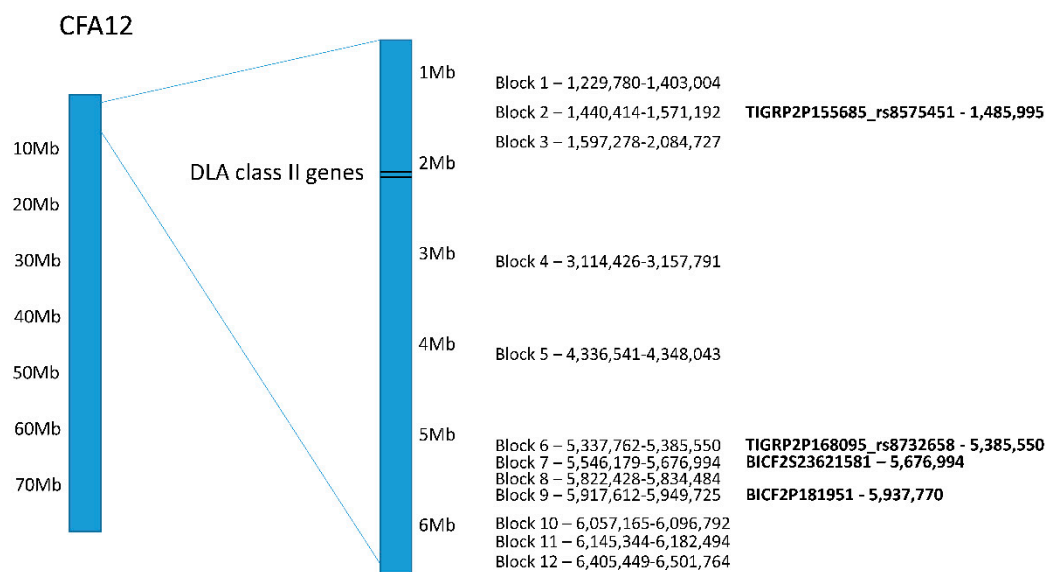 CFA12
10Mb
20Mb
30Mb
40Mb
50Mb
60Mb
70Mb
DLA class II genes
1Mb
2Mb
3Mb
4Mb
5Mb
6Mb
Block 1 – 1,229,780-1,403,004
Block 2 – 1,440,414-1,571,192 TIGRP2P155685_rs8575451 - 1,485,995
Block 3 – 1,597,278-2,084,727
Block 4 – 3,114,426-3,157,791
Block 5 – 4,336,541-4,348,043
Block 6 – 5,337,762-5,385,550 TIGRP2P168095_rs8732658 - 5,385,550
Block 7 – 5,546,179-5,676,994 BICF2S23621581 – 5,676,994
Block 8 – 5,822,428-5,834,484
Block 9 – 5,917,612-5,949,725 BICF2P181951 - 5,937,770
Block 10 – 6,057,165-6,096,792
Block 11 – 6,145,344-6,182,494
Block 12 – 6,405,449-6,501,764